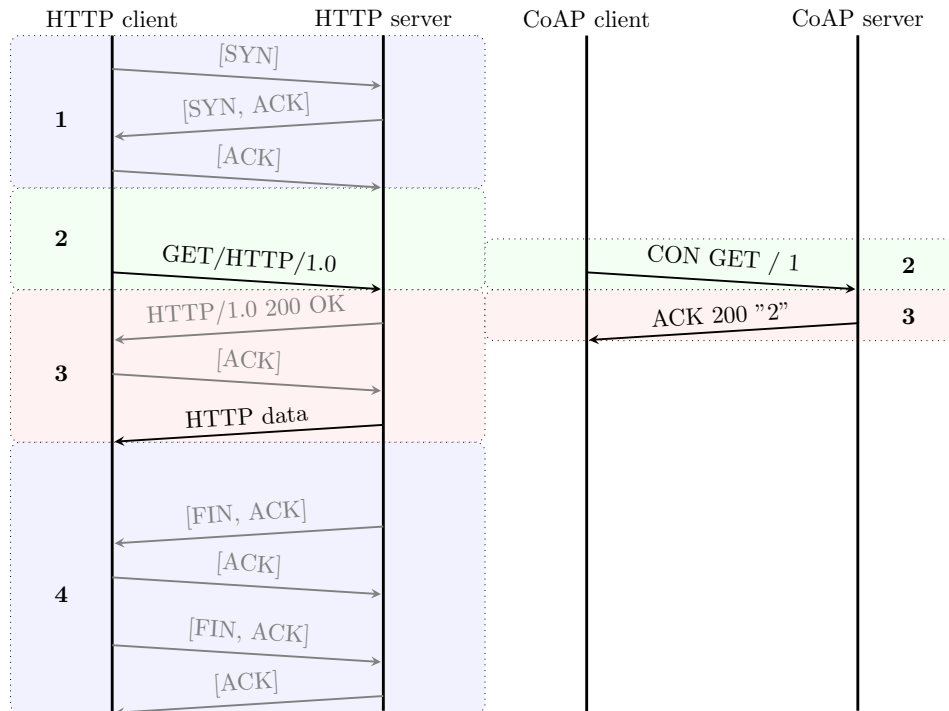 HTTP client
HTTP server
CoAP client
CoAP server
[SYN]
[SYN, ACK]
1
[ACK]
2
GET/HTTP/1.0
CON GET / 1
2
HTTP/1.0 200 OK
ACK 200 "2"
3
[ACK]
3
HTTP data
[FIN, ACK]
[ACK]
4
[FIN, ACK]
[ACK]